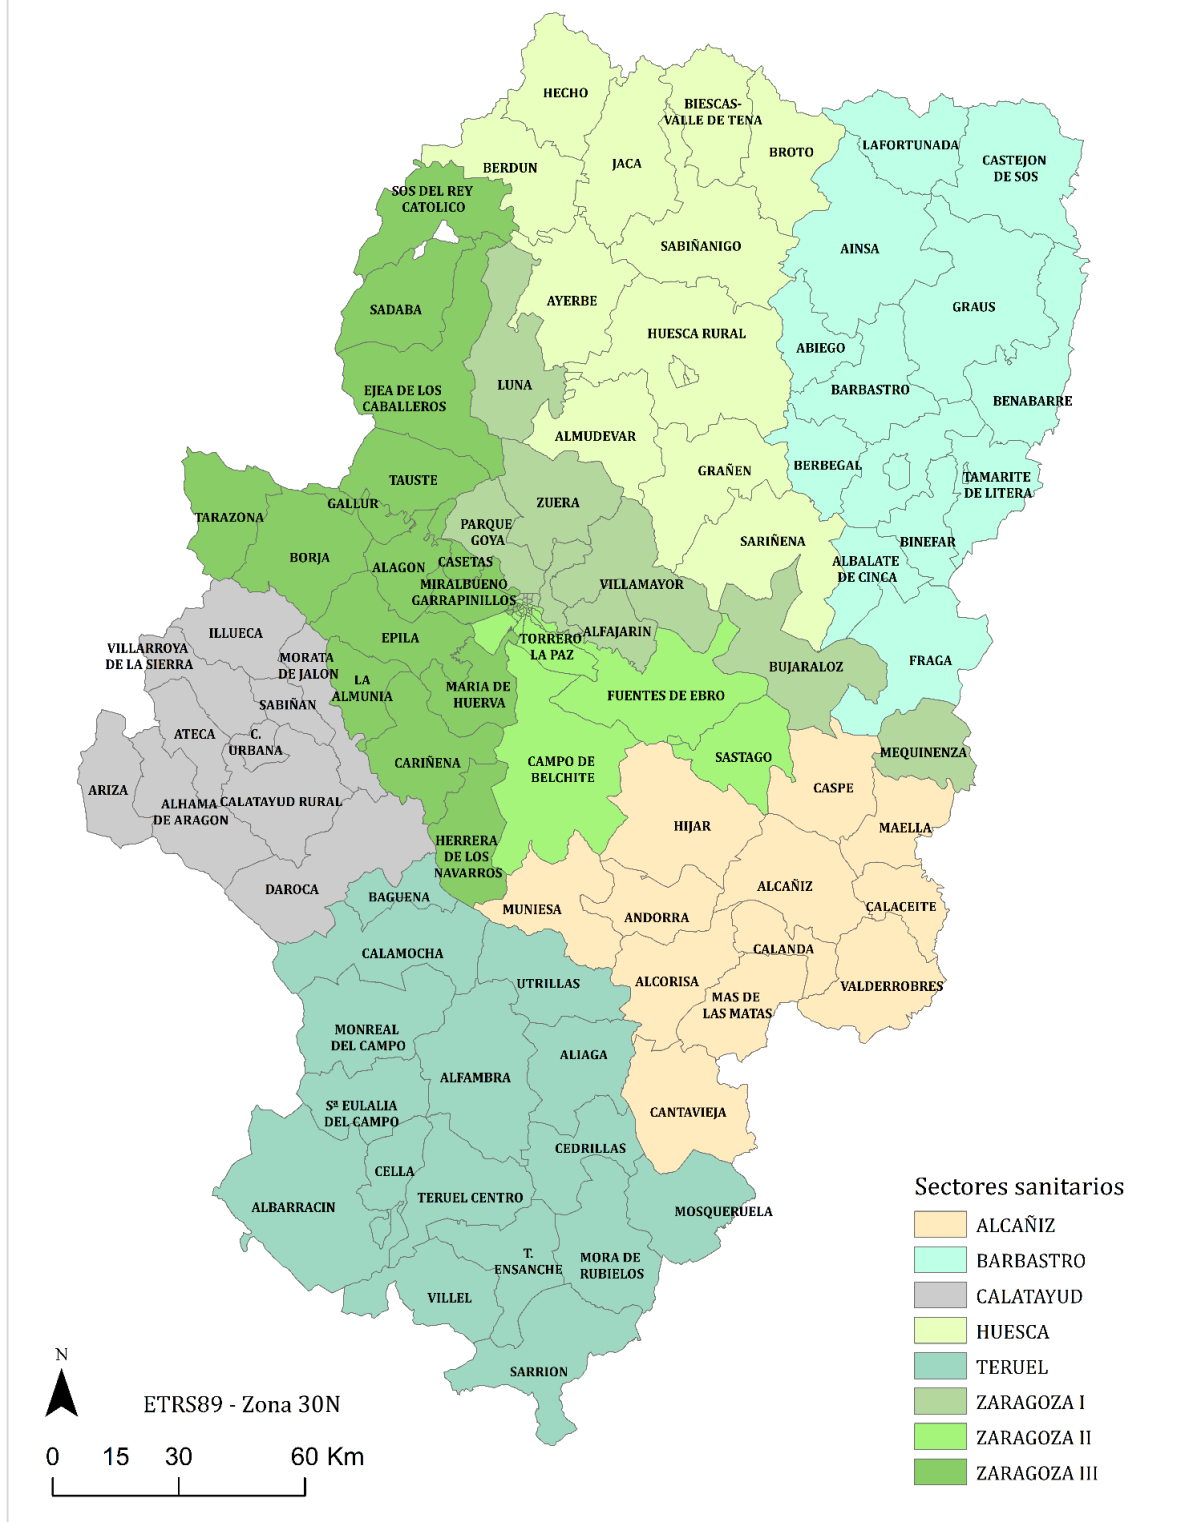 HECHO
BIESCAS-
VALLE DE TENA
BROTO
LAFORTUNADA
CASTEJON
DE SOS
JACA
BERDUN
SOS DEL REY
CATOLICO
SABIÑANIGO
AINSA
AYERBE
GRAUS
SADABA
HUESCA RURAL
ABIEGO
LUNA
BARBASTRO
BENABARRE
EJEA DE LOS
CABALLEROS
ALMUDEVAR
GRAÑEN
BERBEGAL
TAMARITE
DE LITERA
TAUSTE
GALLUR
ZUERA
TARAZONA
PARQUE
GOYA
SARIÑENA
BINEFAR
BORJA
ALAGON
CASETAS
ALBALATE
DE CINCA
MIRALBUENO
GARRAPINILLOS
VILLAMAYOR
ILLUECA
EPILA
TORRERO
LA PAZ
ALFAJARIN
VILLARROYA
DE LA SIERRA
MORATA
DE JALON
FRAGA
BUJARALOZ
LA
ALMUNIA
MARIA DE
HUERVA
FUENTES DE EBRO
SABIÑAN
ATECA
C.
URBANA
MEQUINENZA
CARIÑENA
CAMPO DE
BELCHITE
SASTAGO
ARIZA
CASPE
ALHAMA
DE ARAGON
CALATAYUD RURAL
HIJAR
MAELLA
HERRERA
DE LOS
NAVARROS
DAROCA
BAGUENA
ALCAÑIZ
CALACEITE
MUNIESA
ANDORRA
CALAMOCHA
CALANDA
UTRILLAS
ALCORISA
VALDERROBRES
MAS DE
LAS MATAS
MONREAL
DEL CAMPO
ALIAGA
ALFAMBRA
Sª EULALIA
DEL CAMPO
CANTAVIEJA
CEDRILLAS
CELLA
TERUEL CENTRO
ALBARRACIN
MOSQUERUELA
T.
ENSANCHE
MORA DE
RUBIELOS
VILLEL
SARRION
Sectores sanitarios
ALCAÑIZ
BARBASTRO
CALATAYUD
HUESCA
TERUEL
ZARAGOZA I
ZARAGOZA II
ZARAGOZA III
N
ETRS89 - Zona 30N
0 15 30 60 Km